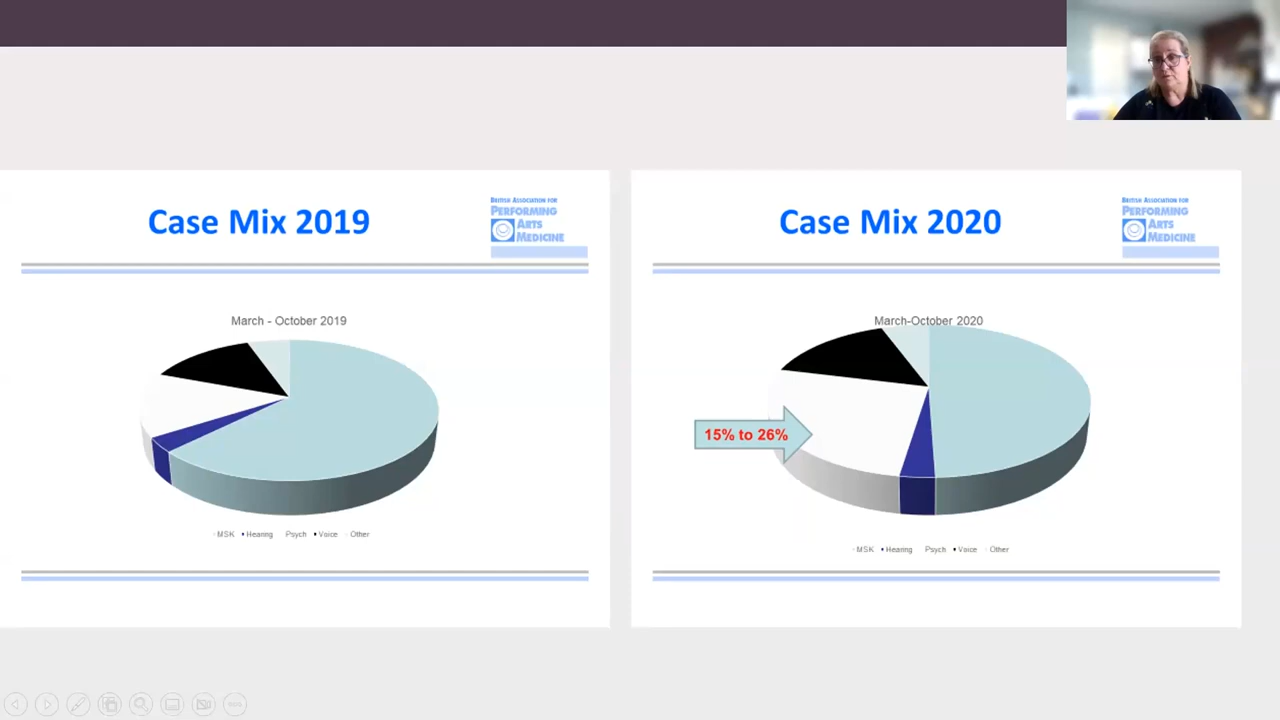 Case Mix 2019
BRITISH ASSOCIATION FOR
PERFORMING
ARTS
MEDICINE
March - October 2019
MSK Hearing Psych Voice Other
Case Mix 2020
BRITISH ASSOCIATION FOR
PERFORMING
ARTS
MEDICINE
March-October 2020
15% to 26%
MSK Hearing Psych Voice Other